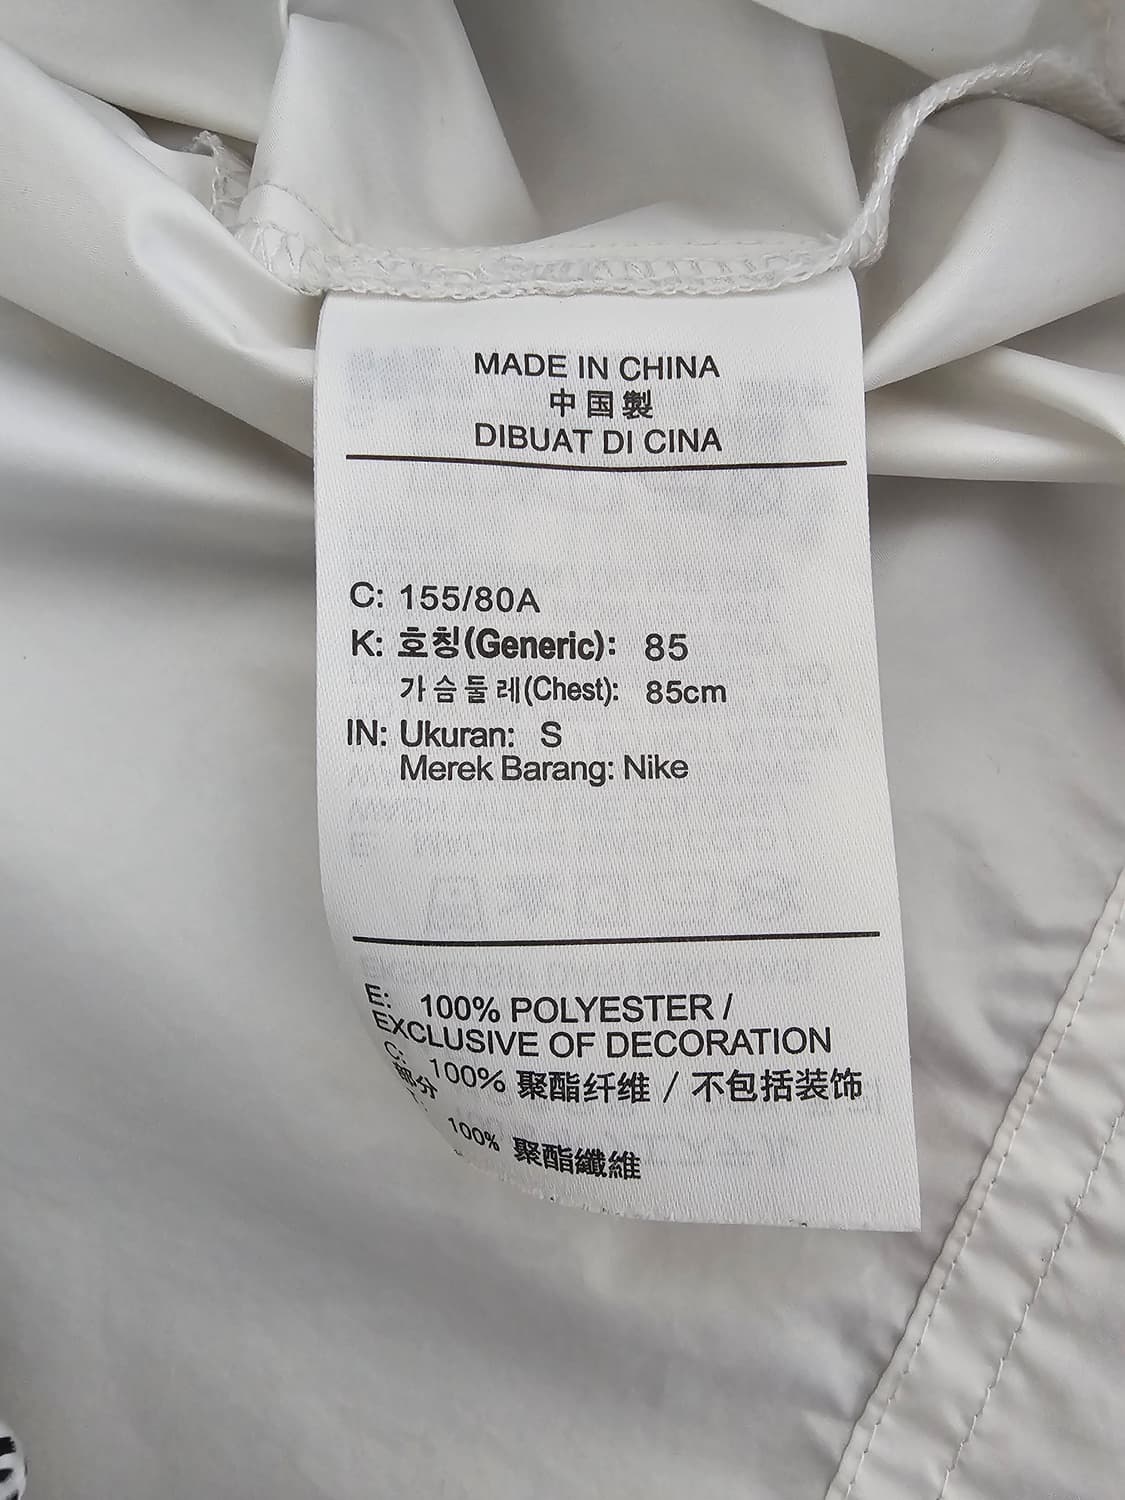 MADE IN CHINA
中国製
DIBUAT DI CINA
C: 155/80A
K: 호칭(Generic): 85
가슴둘레(Chest): 85cm
IN: Ukuran: S
Merek Barang: Nike
E: 100% POLYESTER /
EXCLUSIVE OF DECORATION
C: 100% 聚酯纤维 / 不包括装饰
部分
100% 聚酯纖維